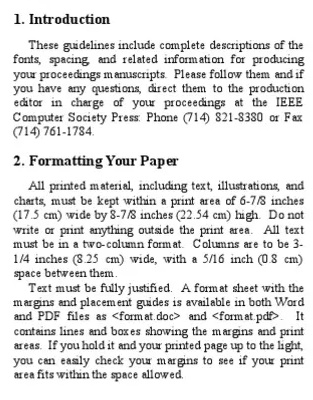 1. Introduction
These guidelines include complete descriptions of the
fonts, spacing, and related information for producing
your proceedings manuscripts. Please follow them and if
you have any questions, direct them to the production
editor in charge of your proceedings at the IEEE
Computer Society Press: Phone (714) 821-8380 or Fax
(714) 761-1784.
2. Formatting Your Paper
All printed material, including text, illustrations, and
charts, must be kept within a print area of 6-7/8 inches
(17.5 cm) wide by 8-7/8 inches (22.54 cm) high. Do not
write or print anything outside the print area. All text
must be in a two-column format. Columns are to be 3-
1/4 inches (8.25 cm) wide, with a 5/16 inch (0.8 cm)
space between them.
Text must be fully justified. A format sheet with the
margins and placement guides is available in both Word
and PDF files as <format.doc> and <format.pdf>. It
contains lines and boxes showing the margins and print
areas. If you hold it and your printed page up to the light,
you can easily check your margins to see if your print
area fits within the space allowed.